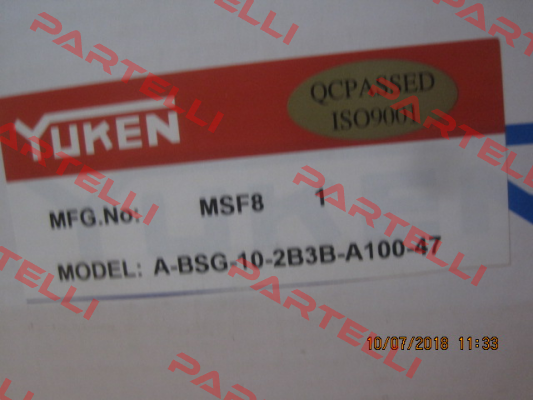 YUKEN
QCPASSED
ISO9001
MFG.No: MSF8 1
MODEL: A-BSG-10-2B3B-A100-47
10/07/2018 11:33
PARTELLI
PARTELLI
PARTELLI
PARTELLI
PARTELLI
PARTELLI
PARTELLI